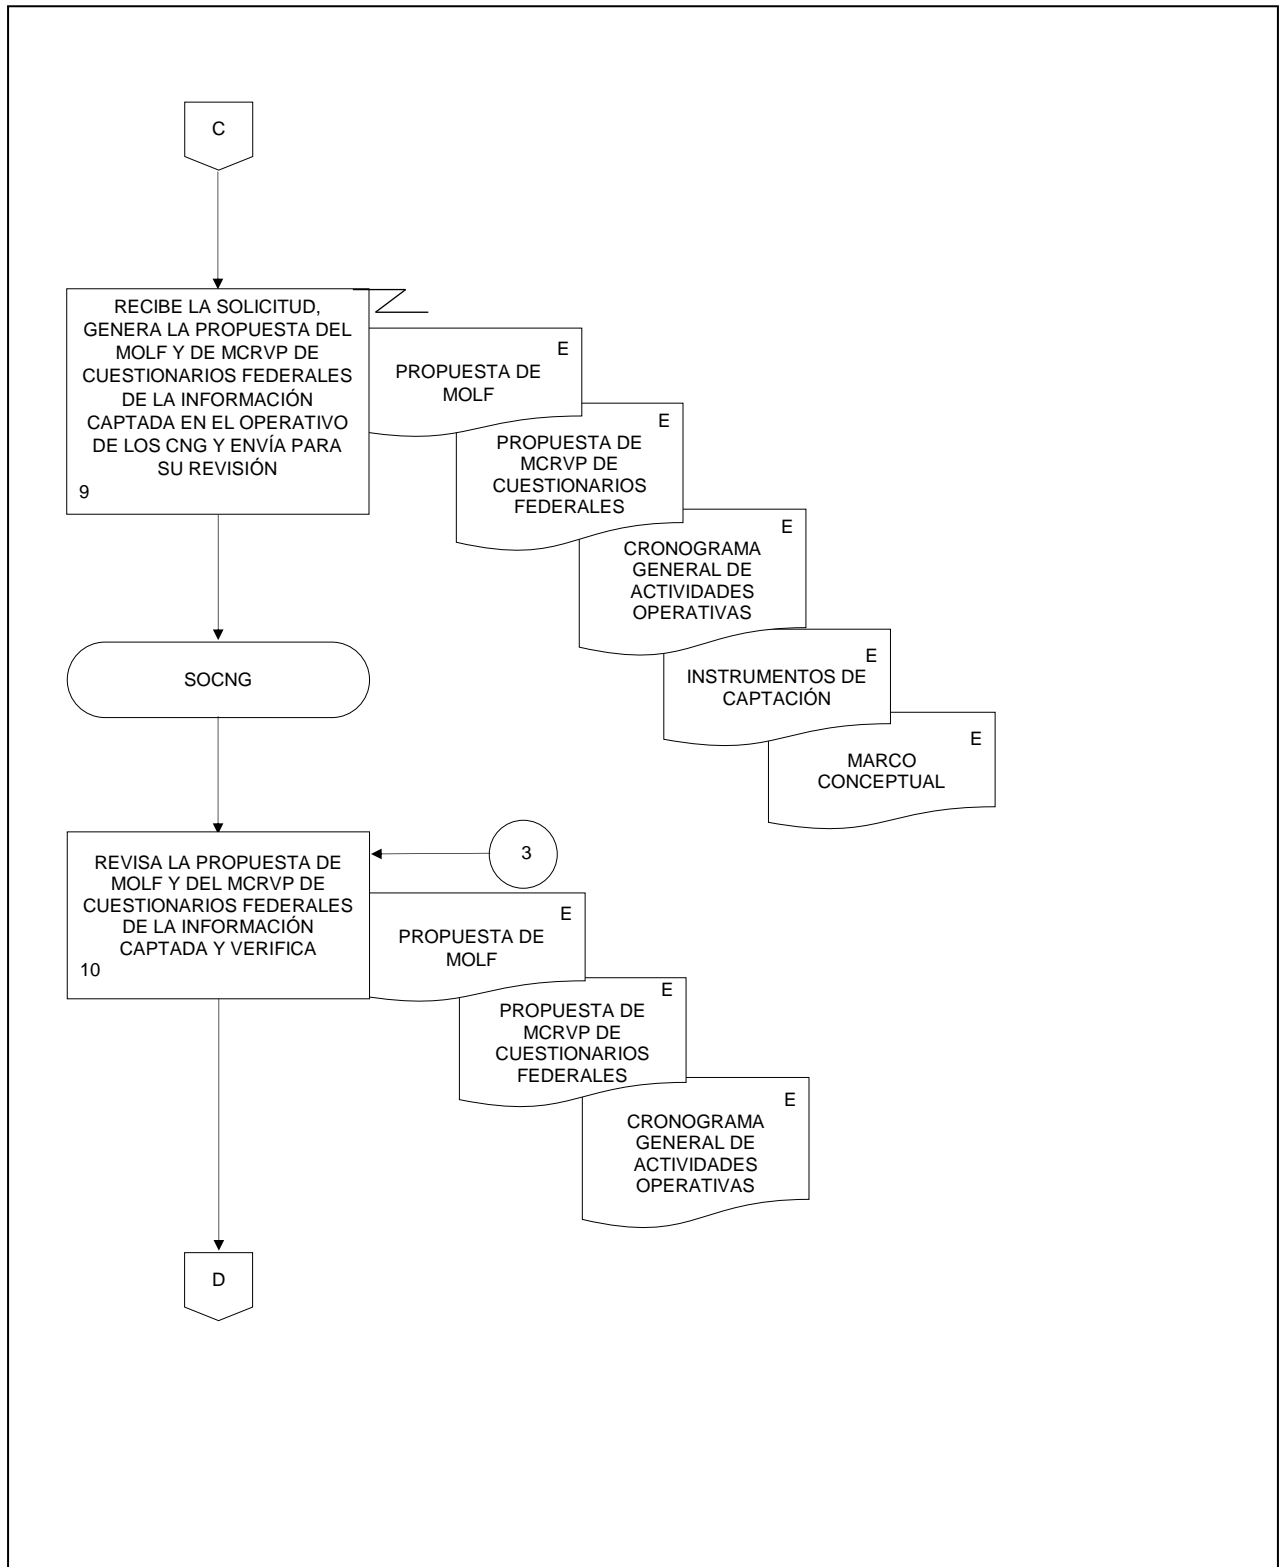 C
RECIBE LA SOLICITUD,
GENERA LA PROPUESTA DEL
MOLF Y DE MCRVP DE
CUESTIONARIOS FEDERALES
DE LA INFORMACIÓN
CAPTADA EN EL OPERATIVO
DE LOS CNG Y ENVÍA PARA
SU REVISIÓN
9
E
PROPUESTA DE
MOLF
E
PROPUESTA DE
MCRVP DE
CUESTIONARIOS
FEDERALES
E
CRONOGRAMA
GENERAL DE
ACTIVIDADES
OPERATIVAS
E
INSTRUMENTOS DE
CAPTACIÓN
E
MARCO
CONCEPTUAL
SOCNG
3
REVISA LA PROPUESTA DE
MOLF Y DEL MCRVP DE
CUESTIONARIOS FEDERALES
DE LA INFORMACIÓN
CAPTADA Y VERIFICA
10
E
PROPUESTA DE
MOLF
E
PROPUESTA DE
MCRVP DE
CUESTIONARIOS
FEDERALES
E
CRONOGRAMA
GENERAL DE
ACTIVIDADES
OPERATIVAS
D